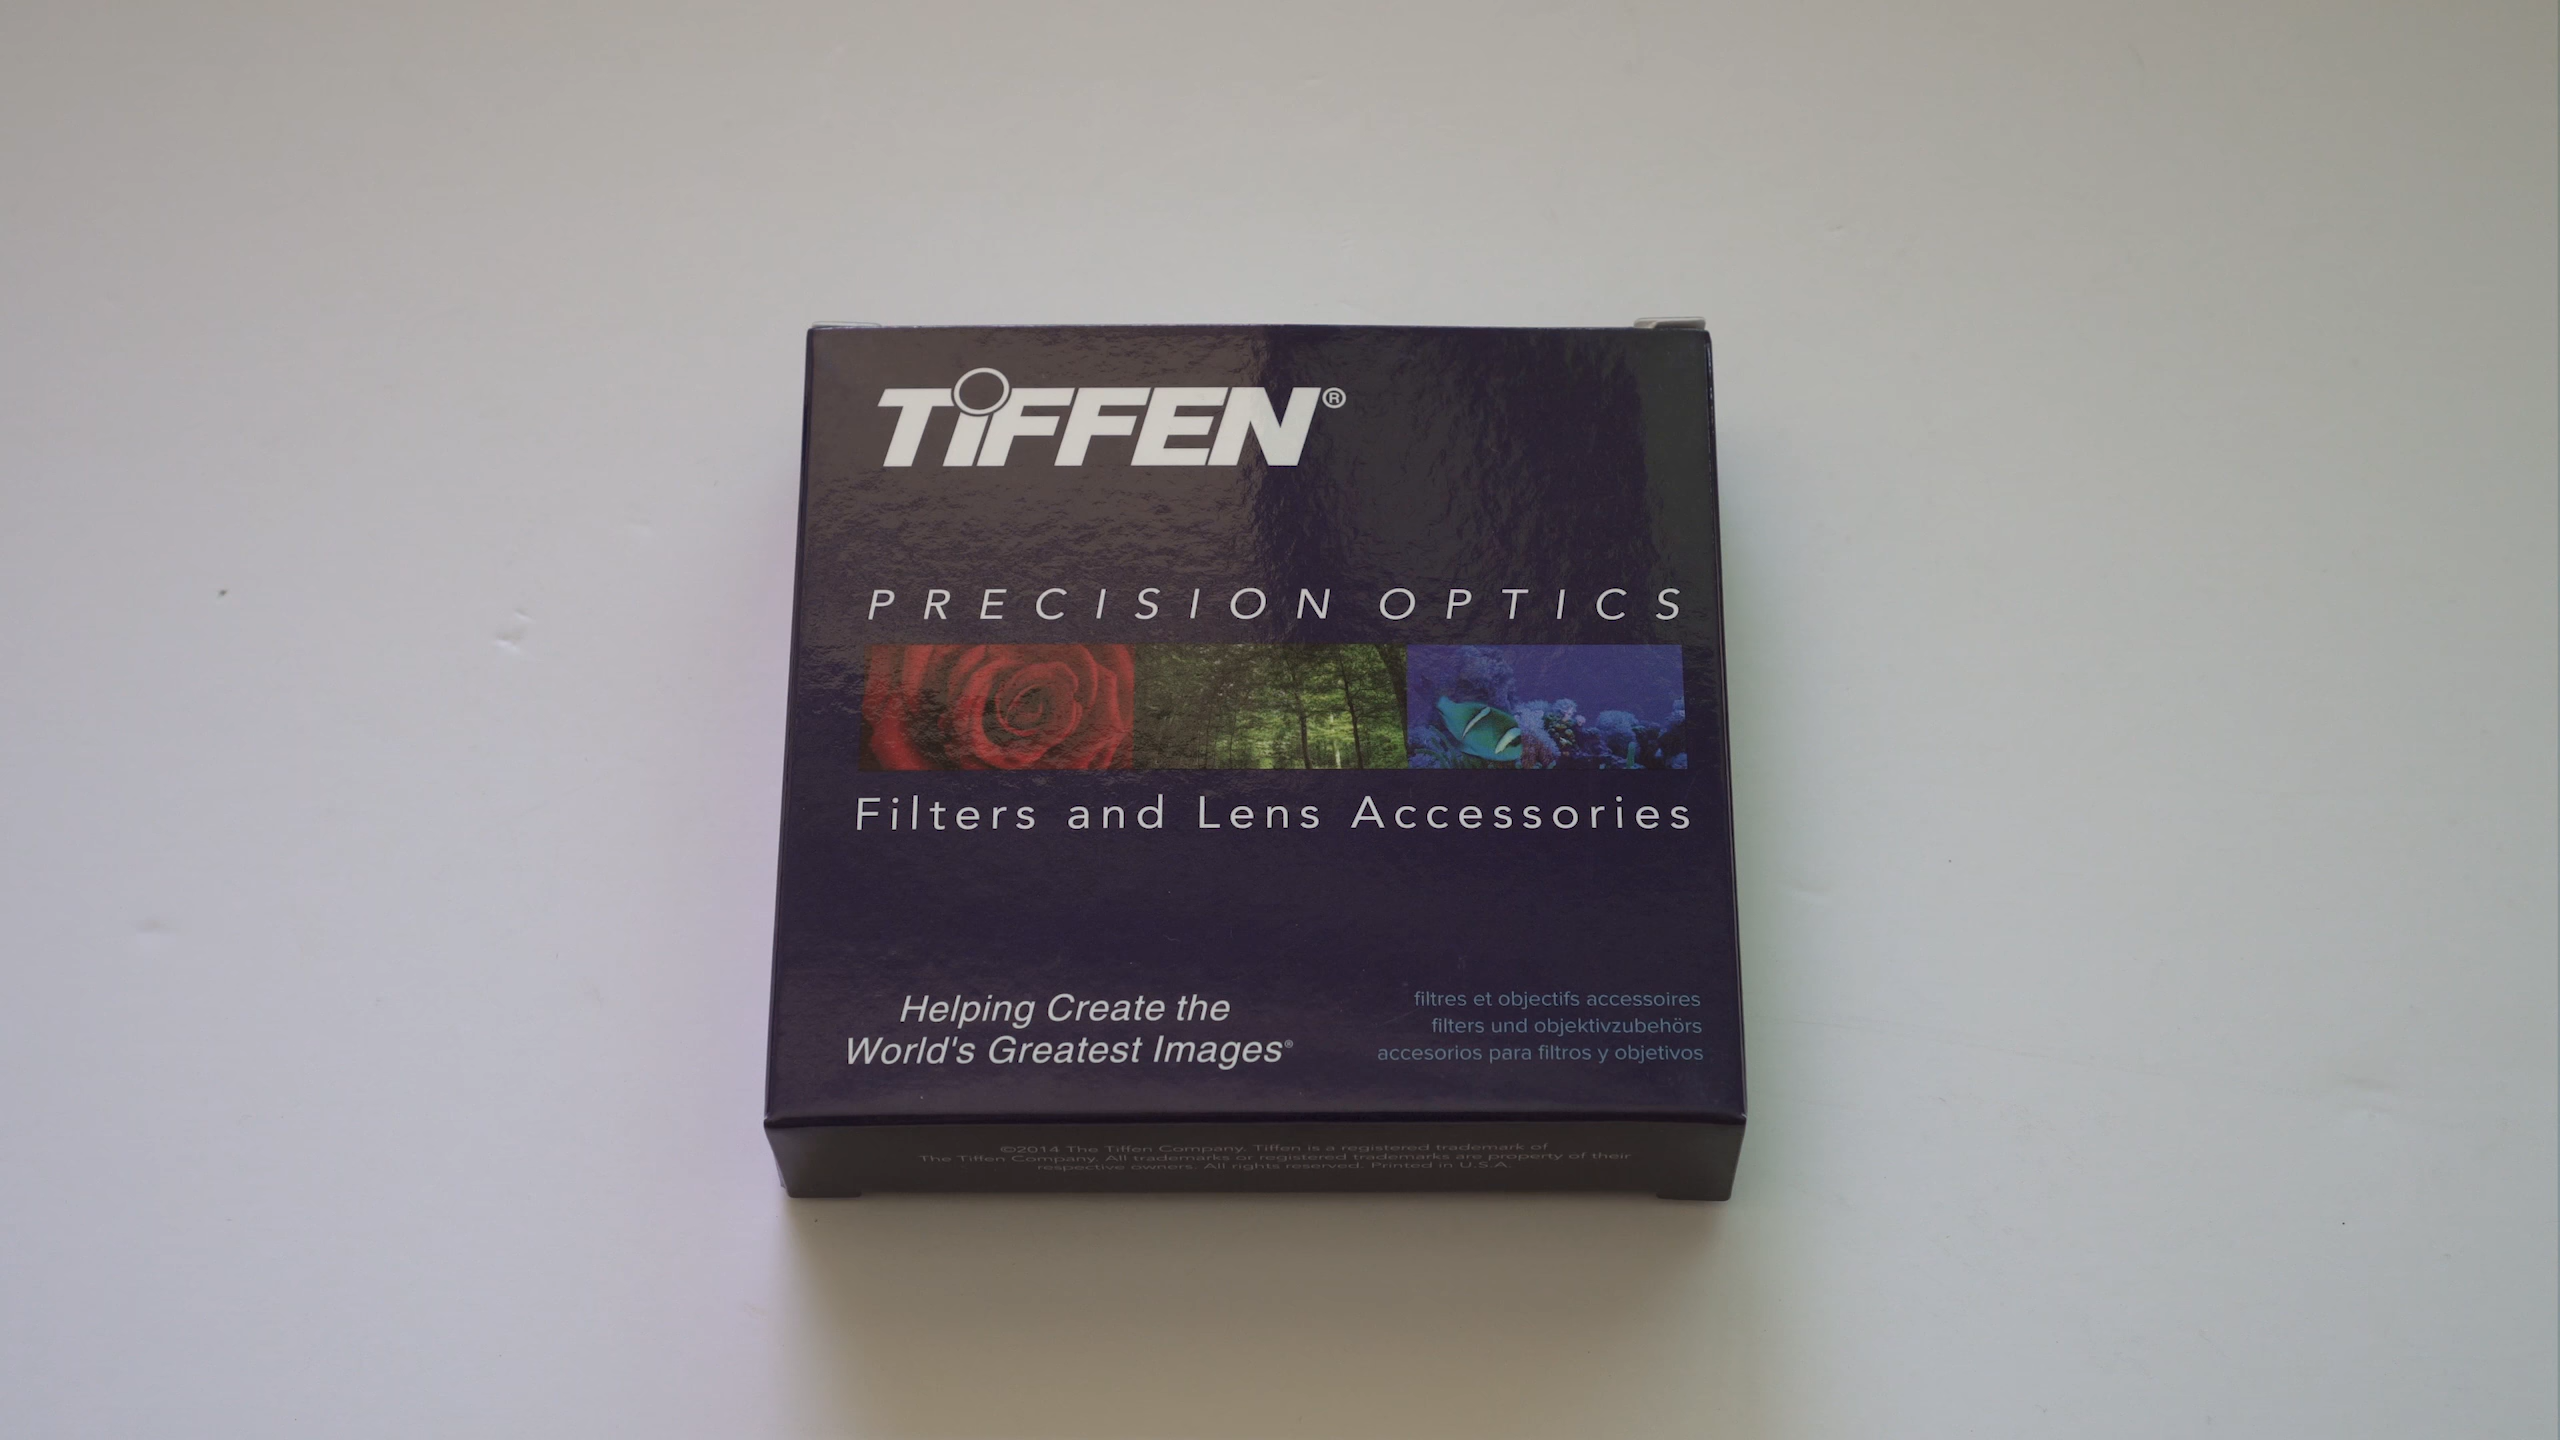 TiFFEN®
PRECISION OPTICS
Filters and Lens Accessories
Helping Create the
World's Greatest Images®
filtres et objectifs accessoires
filters und objektivzubehörs
accesorios para filtros y objetivos
©2014 The Tiffen Company. Tiffen is a registered trademark of
The Tiffen Company. All trademarks or registered trademarks are property of their
respective owners. All rights reserved. Printed in U.S.A.